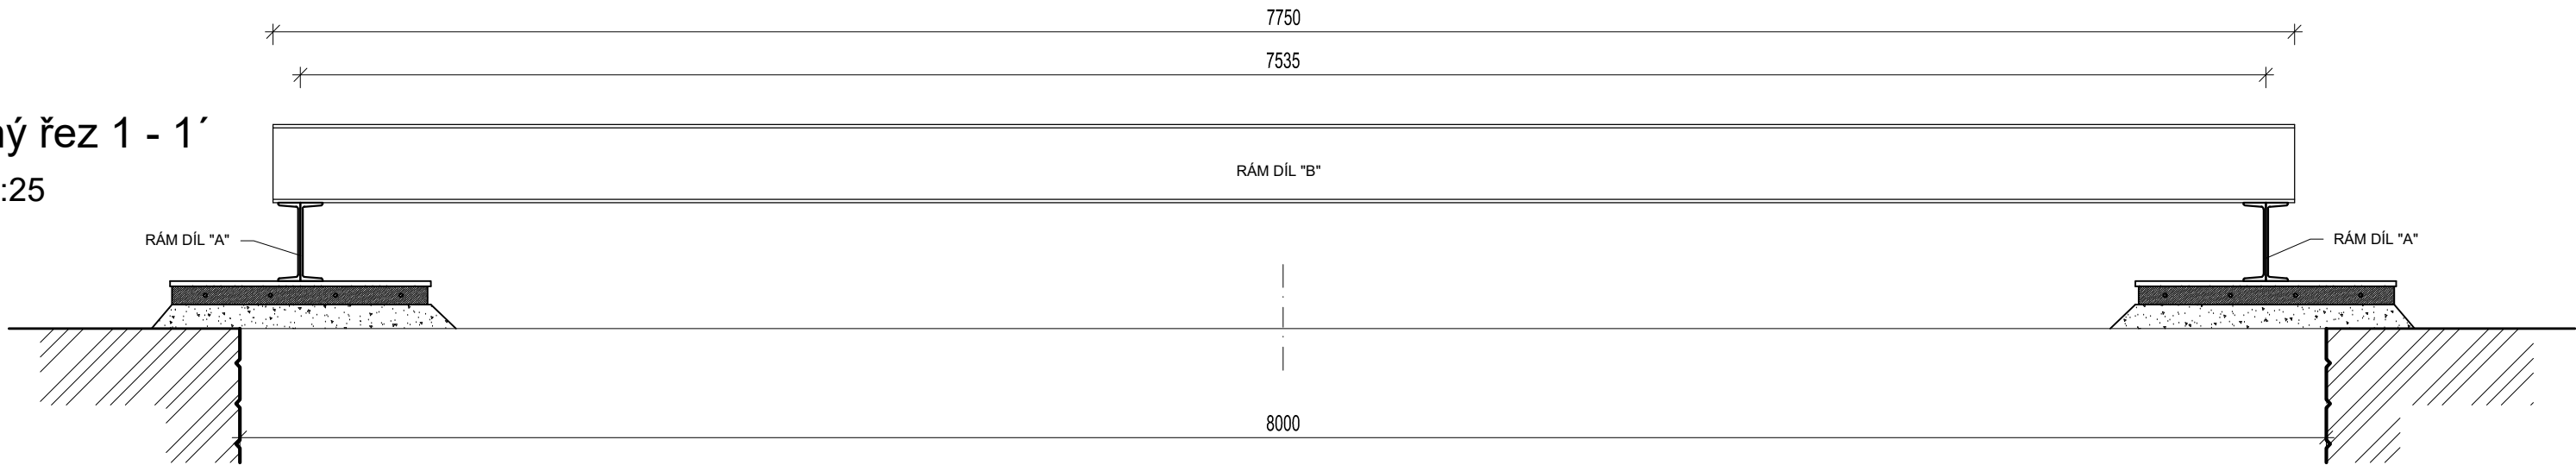 7750
7535
ý řez 1 - 1´
:25
RÁM DÍL "B"
RÁM DÍL "A"
RÁM DÍL "A"
8000